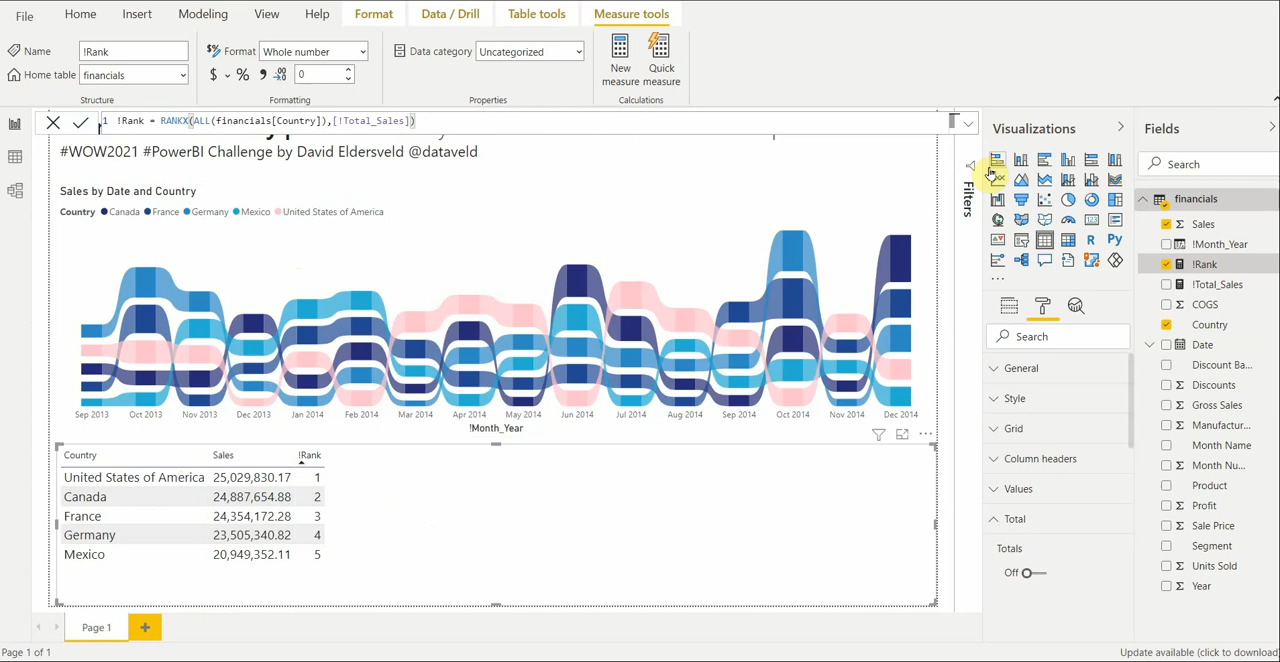 File Home Insert Modeling View Help Format Data / Drill Table tools Measure tools
Name !Rank
Home table financials
Structure
Format Whole number
$ % 0
Formatting
Data category Uncategorized
Properties
New measure
Quick measure
Calculations
1 !Rank = RANKX(ALL(financials[Country]),[!Total_Sales])
#WOW2021 #PowerBI Challenge by David Eldersveld @dataveld
Sales by Date and Country
Country Canada France Germany Mexico United States of America
Sep 2013 Oct 2013 Nov 2013 Dec 2013 Jan 2014 Feb 2014 Mar 2014 Apr 2014 May 2014 Jun 2014 Jul 2014 Aug 2014 Sep 2014 Oct 2014 Nov 2014 Dec 2014
!Month_Year
Country Sales !Rank
United States of America 25,029,830.17 1
Canada 24,887,654.88 2
France 24,354,172.28 3
Germany 23,505,340.82 4
Mexico 20,949,352.11 5
Filters
Visualizations
R Py
Search
General
Style
Grid
Column headers
Values
Total
Totals
Off
Fields
Search
financials
Sales
!Month_Year
!Rank
!Total_Sales
COGS
Country
Date
Discount Ba...
Discounts
Gross Sales
Manufactur...
Month Name
Month Nu...
Product
Profit
Sale Price
Segment
Units Sold
Year
Page 1
Page 1 of 1
Update available (click to download